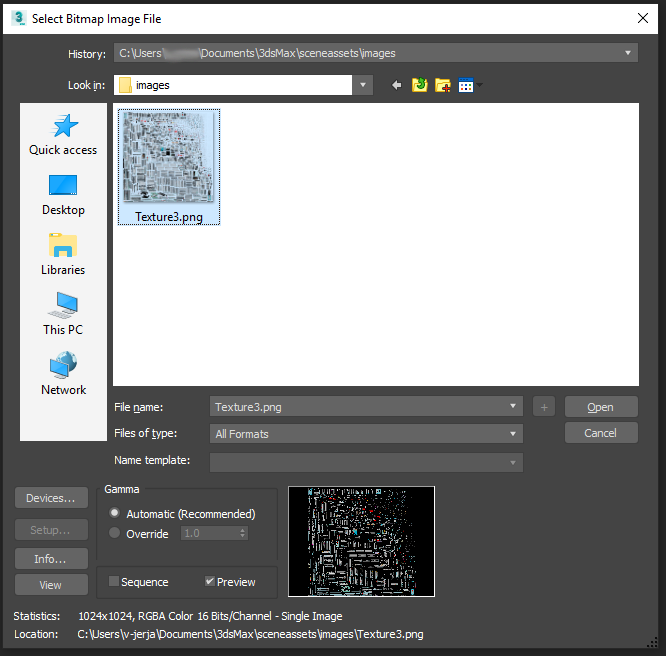 Select Bitmap Image File
History: C:\Users\ \Documents\3dsMax\sceneassets\images
Look in: images
Quick access
Desktop
Libraries
This PC
Network
Texture3.png
File name: Texture3.png + Open
Files of type: All Formats Cancel
Name template:
Devices...
Setup...
Info...
View
Gamma
Automatic (Recommended)
Override 1.0
Sequence Preview
Statistics: 1024x1024, RGBA Color 16 Bits/Channel - Single Image
Location: C:\Users\v-jerja\Documents\3dsMax\sceneassets\images\Texture3.png